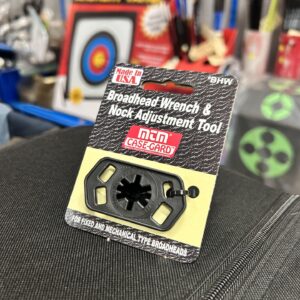 Made In
USA
BHW
Broadhead Wrench &
Nock Adjustment Tool
mtm
CASE-GARD
FOR FIXED AND MECHANICAL TYPE BROADHEADS